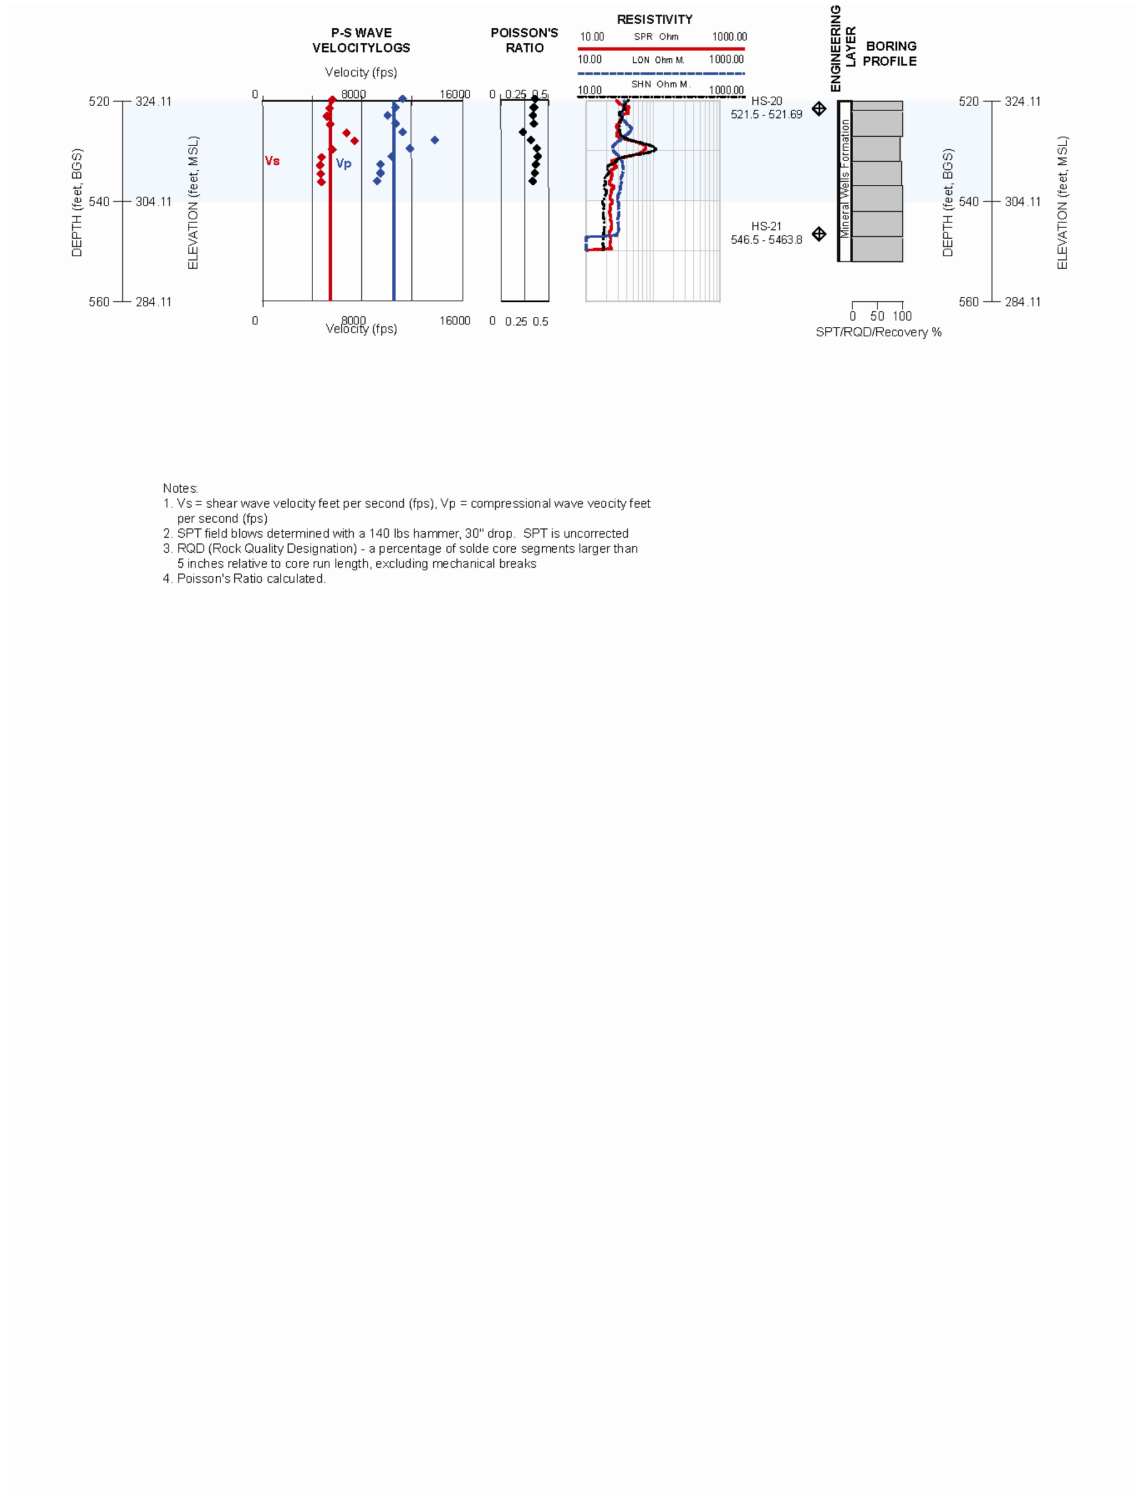 P-S WAVE
VELOCITYLOGS
Velocity (fps)
0 8000 16000
POISSON'S
RATIO
0 0.25 0.5
RESISTIVITY
10.00 SPR Ohm 1000.00
10.00 LON Ohm M. 1000.00
SHN Ohm M.
10.00 1000.00
ENGINEERING
LAYER
BORING
PROFILE
DEPTH (feet, BGS)
520
540
560
ELEVATION (feet, MSL)
324.11
304.11
284.11
Vs
Vp
HS-20
521.5 - 521.69
HS-21
546.5 - 5463.8
Mineral Wells Formation
DEPTH (feet, BGS)
520
540
560
ELEVATION (feet, MSL)
324.11
304.11
284.11
0 8000 16000
Velocity (fps)
0 0.25 0.5
0 50 100
SPT/RQD/Recovery %
Notes:
1. Vs = shear wave velocity feet per second (fps), Vp = compressional wave veocity feet
per second (fps)
2. SPT field blows determined with a 140 lbs hammer, 30" drop. SPT is uncorrected
3. RQD (Rock Quality Designation) - a percentage of solde core segments larger than
5 inches relative to core run length, excluding mechanical breaks
4. Poisson's Ratio calculated.